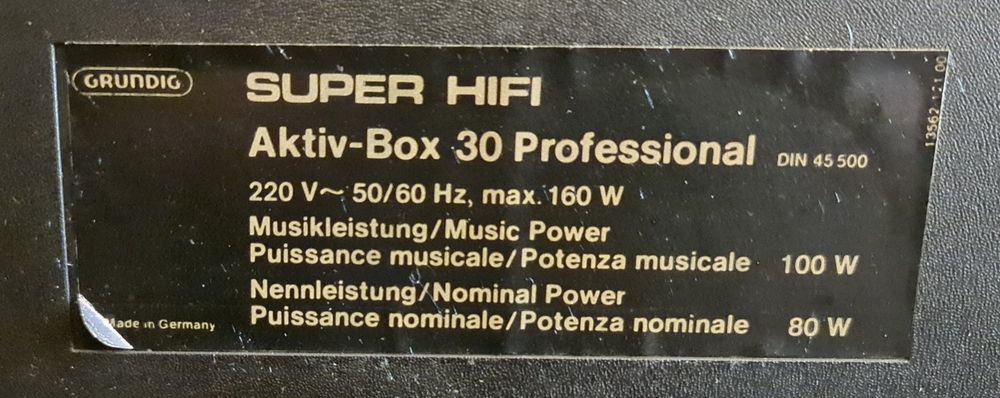 GRUNDIG
SUPER HIFI
Aktiv-Box 30 Professional DIN 45 500
220 V~ 50/60 Hz, max. 160 W
Musikleistung/Music Power
Puissance musicale/Potenza musicale 100 W
Nennleistung/Nominal Power
Puissance nominale/Potenza nominale 80 W
Made in Germany
13562